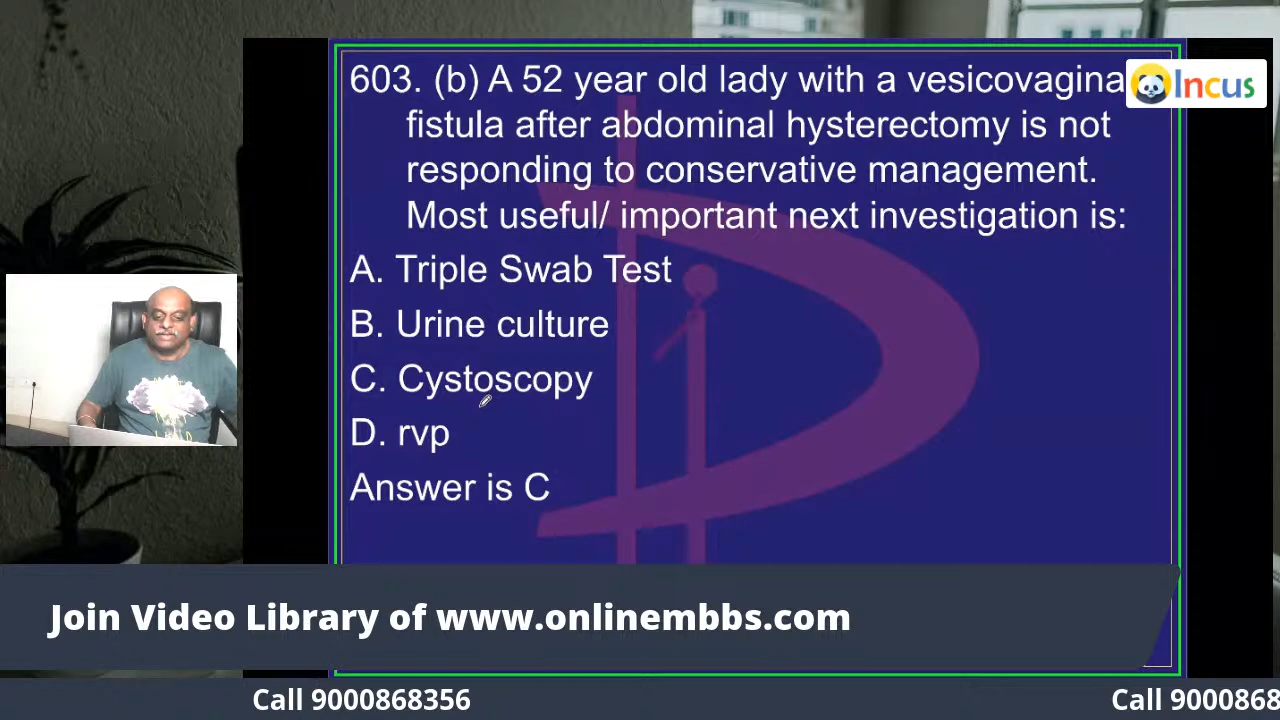 603. (b) A 52 year old lady with a vesicovagina
Incus
fistula after abdominal hysterectomy is not
responding to conservative management.
Most useful/ important next investigation is:
A. Triple Swab Test
B. Urine culture
C. Cystoscopy
D. rvp
Answer is C
Join Video Library of www.onlinembbs.com
Call 9000868356
Call 9000868